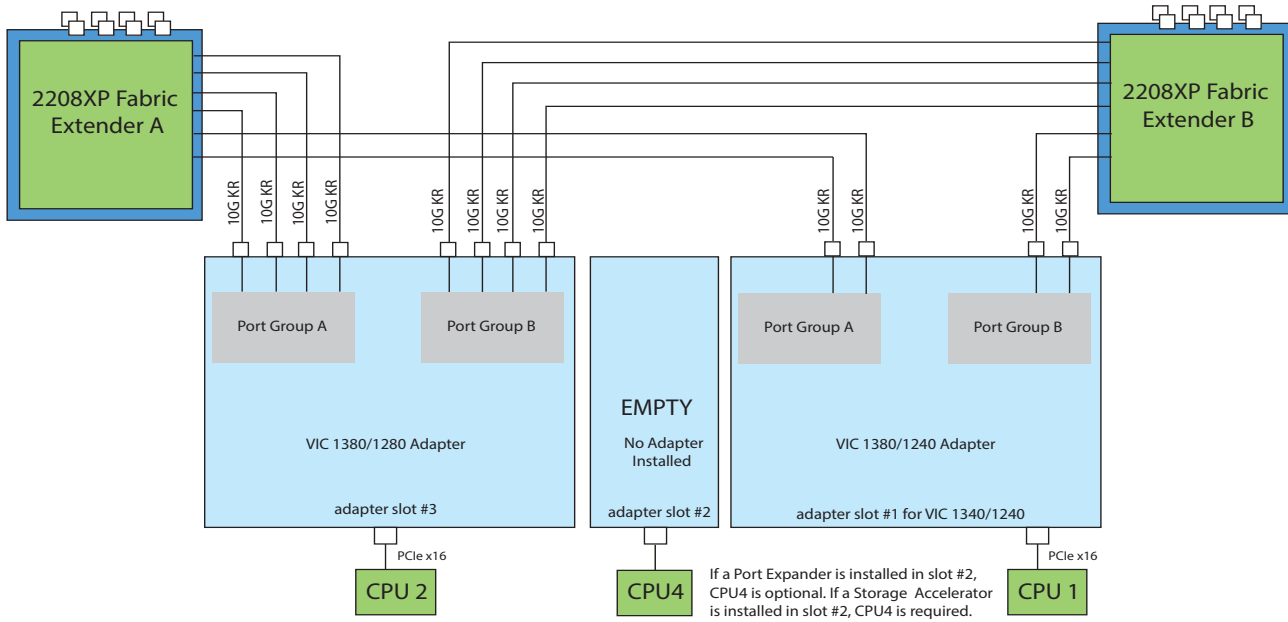 2208XP Fabric
Extender A
2208XP Fabric
Extender B
10G KR
10G KR
10G KR
10G KR
10G KR
10G KR
10G KR
10G KR
10G KR
10G KR
10G KR
10G KR
Port Group A
Port Group B
Port Group A
Port Group B
EMPTY
No Adapter
Installed
VIC 1380/1280 Adapter
VIC 1380/1240 Adapter
adapter slot #3
adapter slot #2
adapter slot #1 for VIC 1340/1240
PCIe x16
PCIe x16
CPU 2
CPU4
If a Port Expander is installed in slot #2,
CPU4 is optional. If a Storage Accelerator
is installed in slot #2, CPU4 is required.
CPU 1